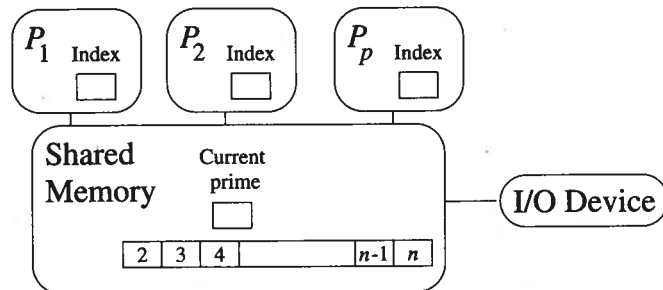 P1 Index
P2 Index
Pp Index
Shared Memory
Current prime
I/O Device
2 3 4 n-1 n